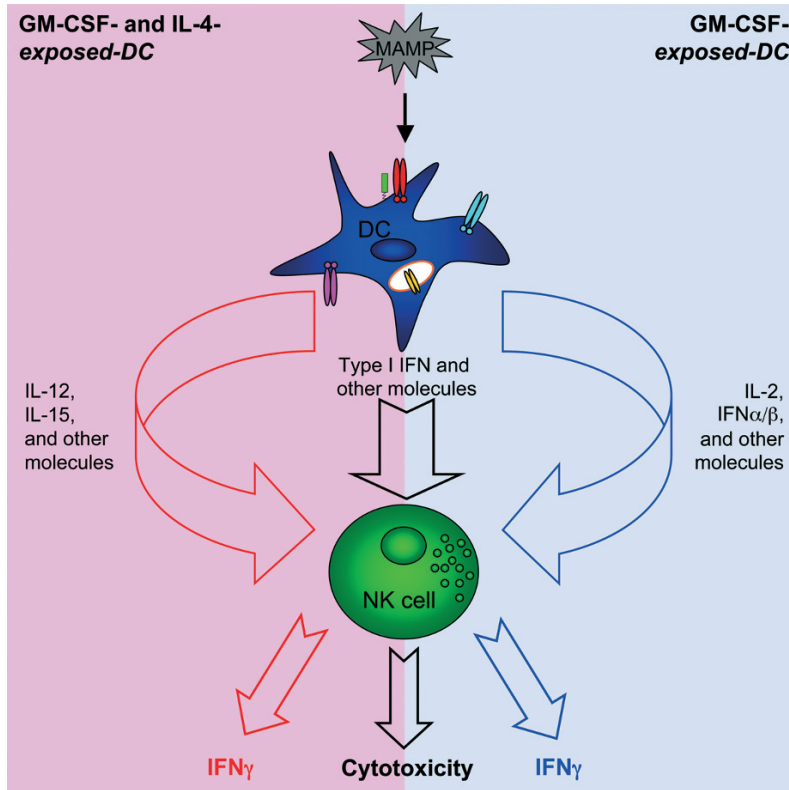 GM-CSF- and IL-4-
exposed-DC
MAMP
GM-CSF-
exposed-DC
DC
Type I IFN and
other molecules
IL-12,
IL-15,
and other
molecules
IL-2,
IFNα/β,
and other
molecules
NK cell
IFNγ
Cytotoxicity
IFNγ